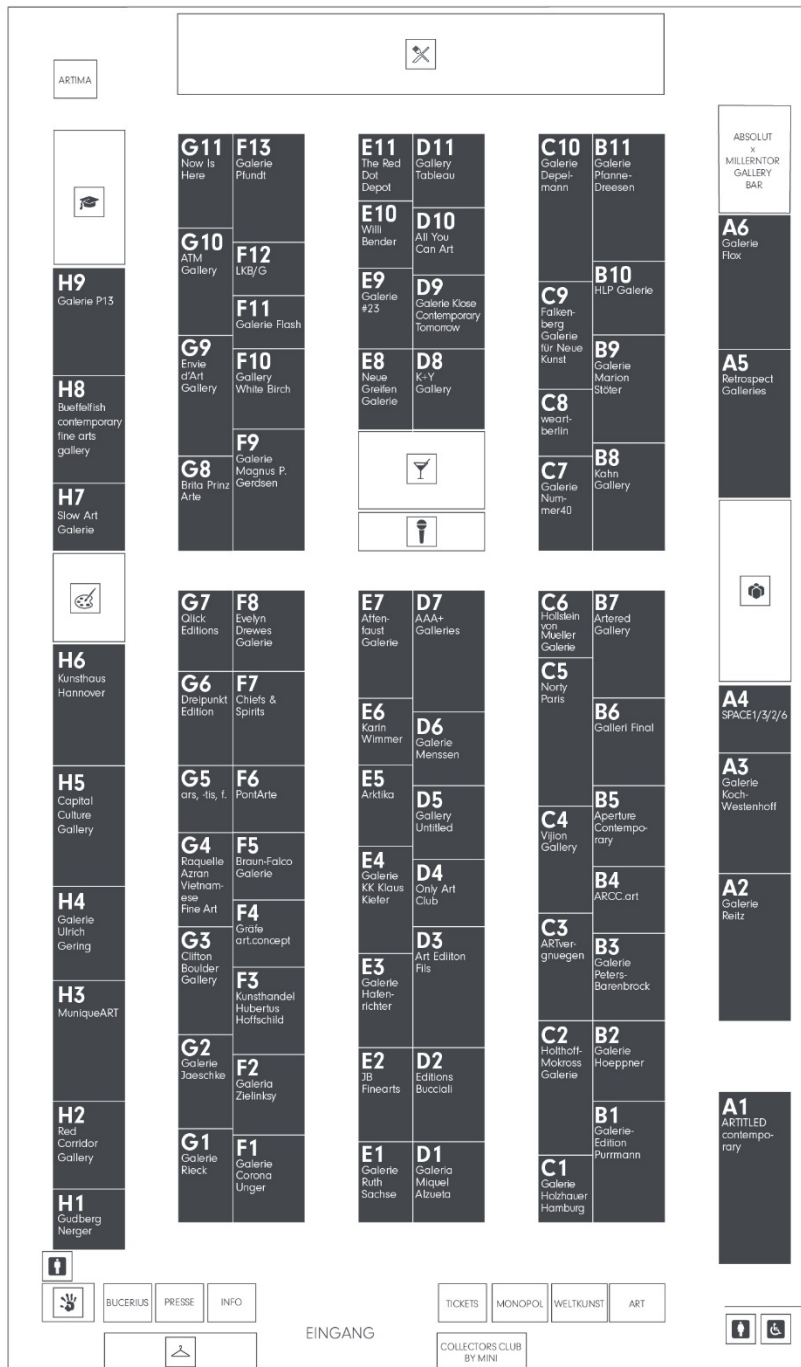 ARTIMA
ABSOLUT
x
MILLERNTOR
GALLERY
BAR
H9
Galerie P13
H8
Bueffelfish
contemporary
fine arts
gallery
H7
Slow Art
Galerie
H6
Kunsthaus
Hannover
H5
Capital
Culture
Gallery
H4
Galerie
Ulrich
Gering
H3
MuniqueART
H2
Red
Corridor
Gallery
H1
Gudberg
Nerger
G11
Now Is
Here
G10
ATM
Gallery
G9
Envie
d'Art
Gallery
G8
Brita Prinz
Arte
F13
Galerie
Pfundt
F12
LKB/G
F11
Galerie Flash
F10
Gallery
White Birch
F9
Galerie
Magnus P.
Gerdsen
G7
Qlick
Editions
G6
Dreipunkt
Edition
G5
ars, -tis, f.
G4
Raquelle
Azran
Vietnam-
ese
Fine Art
G3
Clifton
Boulder
Gallery
G2
Galerie
Jaeschke
G1
Galerie
Rieck
F8
Evelyn
Drewes
Galerie
F7
Chiefs &
Spirits
F6
PontArte
F5
Braun-Falco
Galerie
F4
Gräfe
art.concept
F3
Kunsthandel
Hubertus
Hoffschild
F2
Galeria
Zielinksy
F1
Galerie
Corona
Unger
E11
The Red
Dot
Depot
E10
Willi
Bender
E9
Galerie
#23
E8
Neue
Greifen
Galerie
D11
Gallery
Tableau
D10
All You
Can Art
D9
Galerie Klose
Contemporary
Tomorrow
D8
K+Y
Gallery
E7
Affen-
faust
Galerie
E6
Karin
Wimmer
E5
Arktika
E4
Galerie
KK Klaus
Kiefer
E3
Galerie
Hafen-
richter
E2
JB
Finearts
E1
Galerie
Ruth
Sachse
D7
AAA+
Galleries
D6
Galerie
Menssen
D5
Gallery
Untitled
D4
Only Art
Club
D3
Art Ediiton
Fils
D2
Editions
Bucciali
D1
Galeria
Miquel
Alzueta
C10
Galerie
Depel-
mann
C9
Falken-
berg
Galerie
für Neue
Kunst
C8
weart-
berlin
C7
Galerie
Num-
mer40
B11
Galerie
Pfanne-
Dreesen
B10
HLP Galerie
B9
Galerie
Marion
Stöter
B8
Kahn
Gallery
C6
Hollstein
von
Mueller
Galerie
C5
Norty
Paris
C4
Vijion
Gallery
C3
ARTver-
gnuegen
C2
Holthoff-
Mokross
Galerie
C1
Galerie
Holzhauer
Hamburg
B7
Artered
Gallery
B6
Galleri Final
B5
Aperture
Contempo-
rary
B4
ARCC.art
B3
Galerie
Peters-
Barenbrock
B2
Galerie
Hoeppner
B1
Galerie-
Edition
Purrmann
A6
Galerie
Flox
A5
Retrospect
Galleries
A4
SPACE1/3/2/6
A3
Galerie
Koch-
Westenhoff
A2
Galerie
Reitz
A1
ARTITLED
contempo-
rary
BUCERIUS
PRESSE
INFO
TICKETS
MONOPOL
WELTKUNST
ART
EINGANG
COLLECTORS CLUB
BY MINI